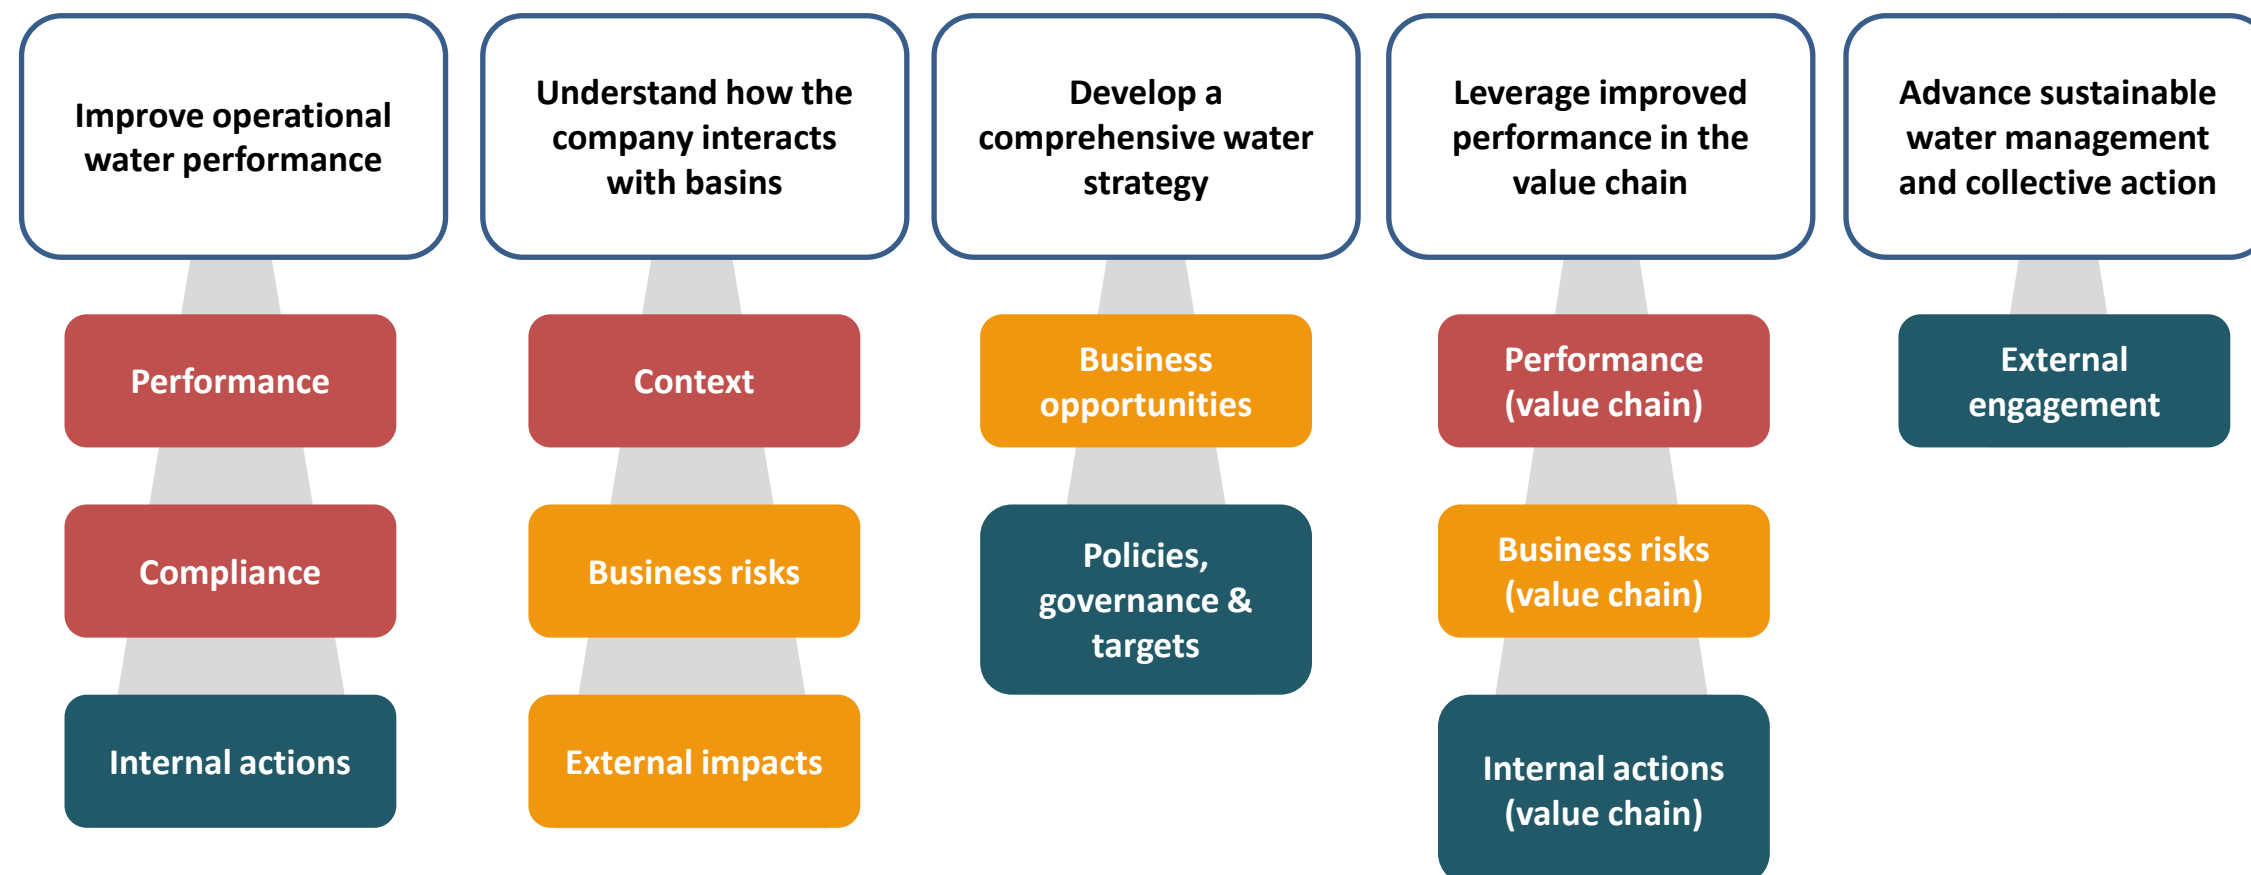 Improve operational
water performance
Performance
Compliance
Internal actions
Understand how the
company interacts
with basins
Context
Business risks
External impacts
Develop a
comprehensive water
strategy
Business
opportunities
Policies,
governance &
targets
Leverage improved
performance in the
value chain
Performance
(value chain)
Business risks
(value chain)
Internal actions
(value chain)
Advance sustainable
water management
and collective action
External
engagement